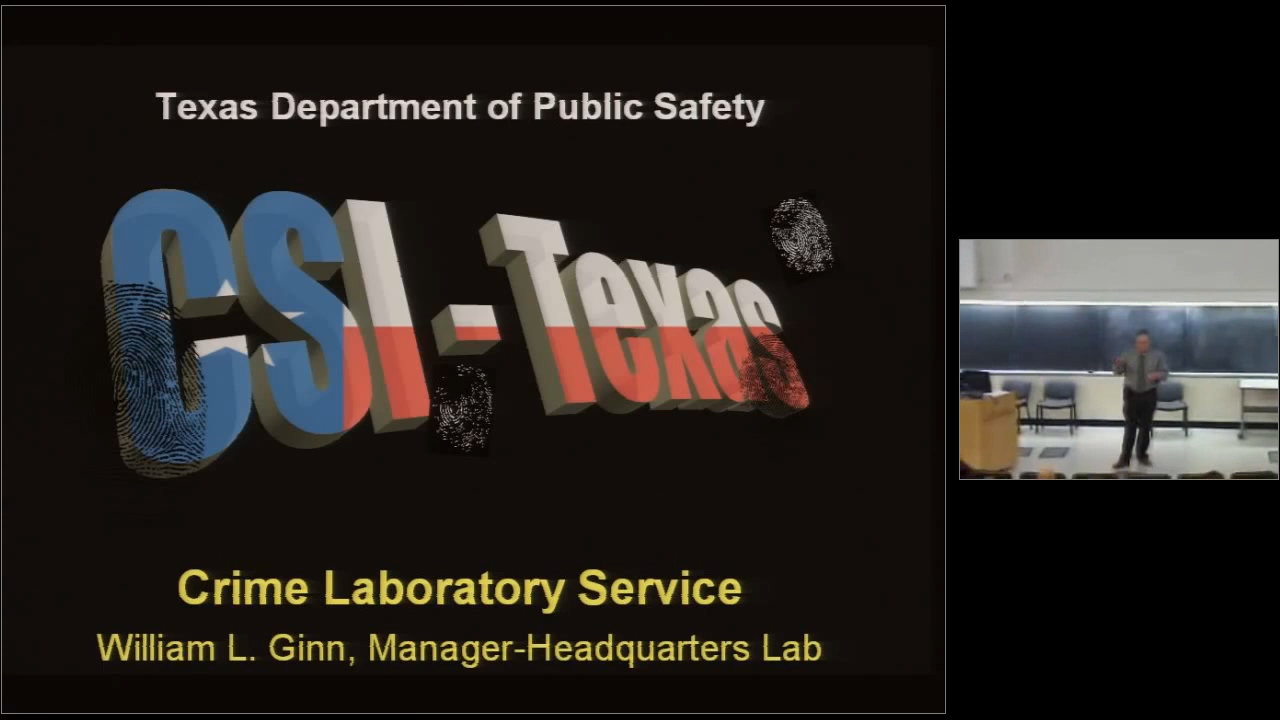 Texas Department of Public Safety
CSI - Texas
Crime Laboratory Service
William L. Ginn, Manager-Headquarters Lab